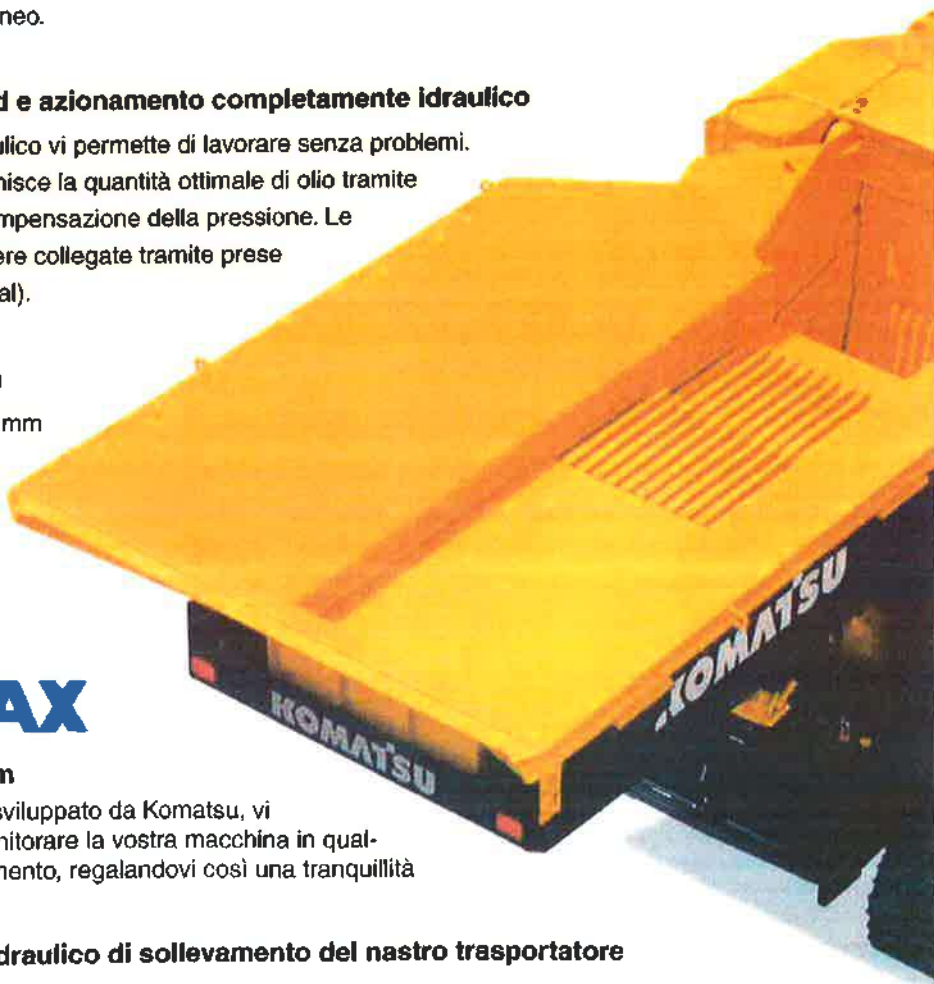 neo.
e azionamento completamente idraulico
ulico vi permette di lavorare senza problemi.
nisce la quantità ottimale di olio tramite
mpensazione della pressione. Le
ere collegate tramite prese
al).
mm
AX
m
sviluppato da Komatsu, vi
nitorare la vostra macchina in qual-
mento, regalandovi così una tranquillità
draulico di sollevamento del nastro trasportatore
KOMATSU
KOMATSU